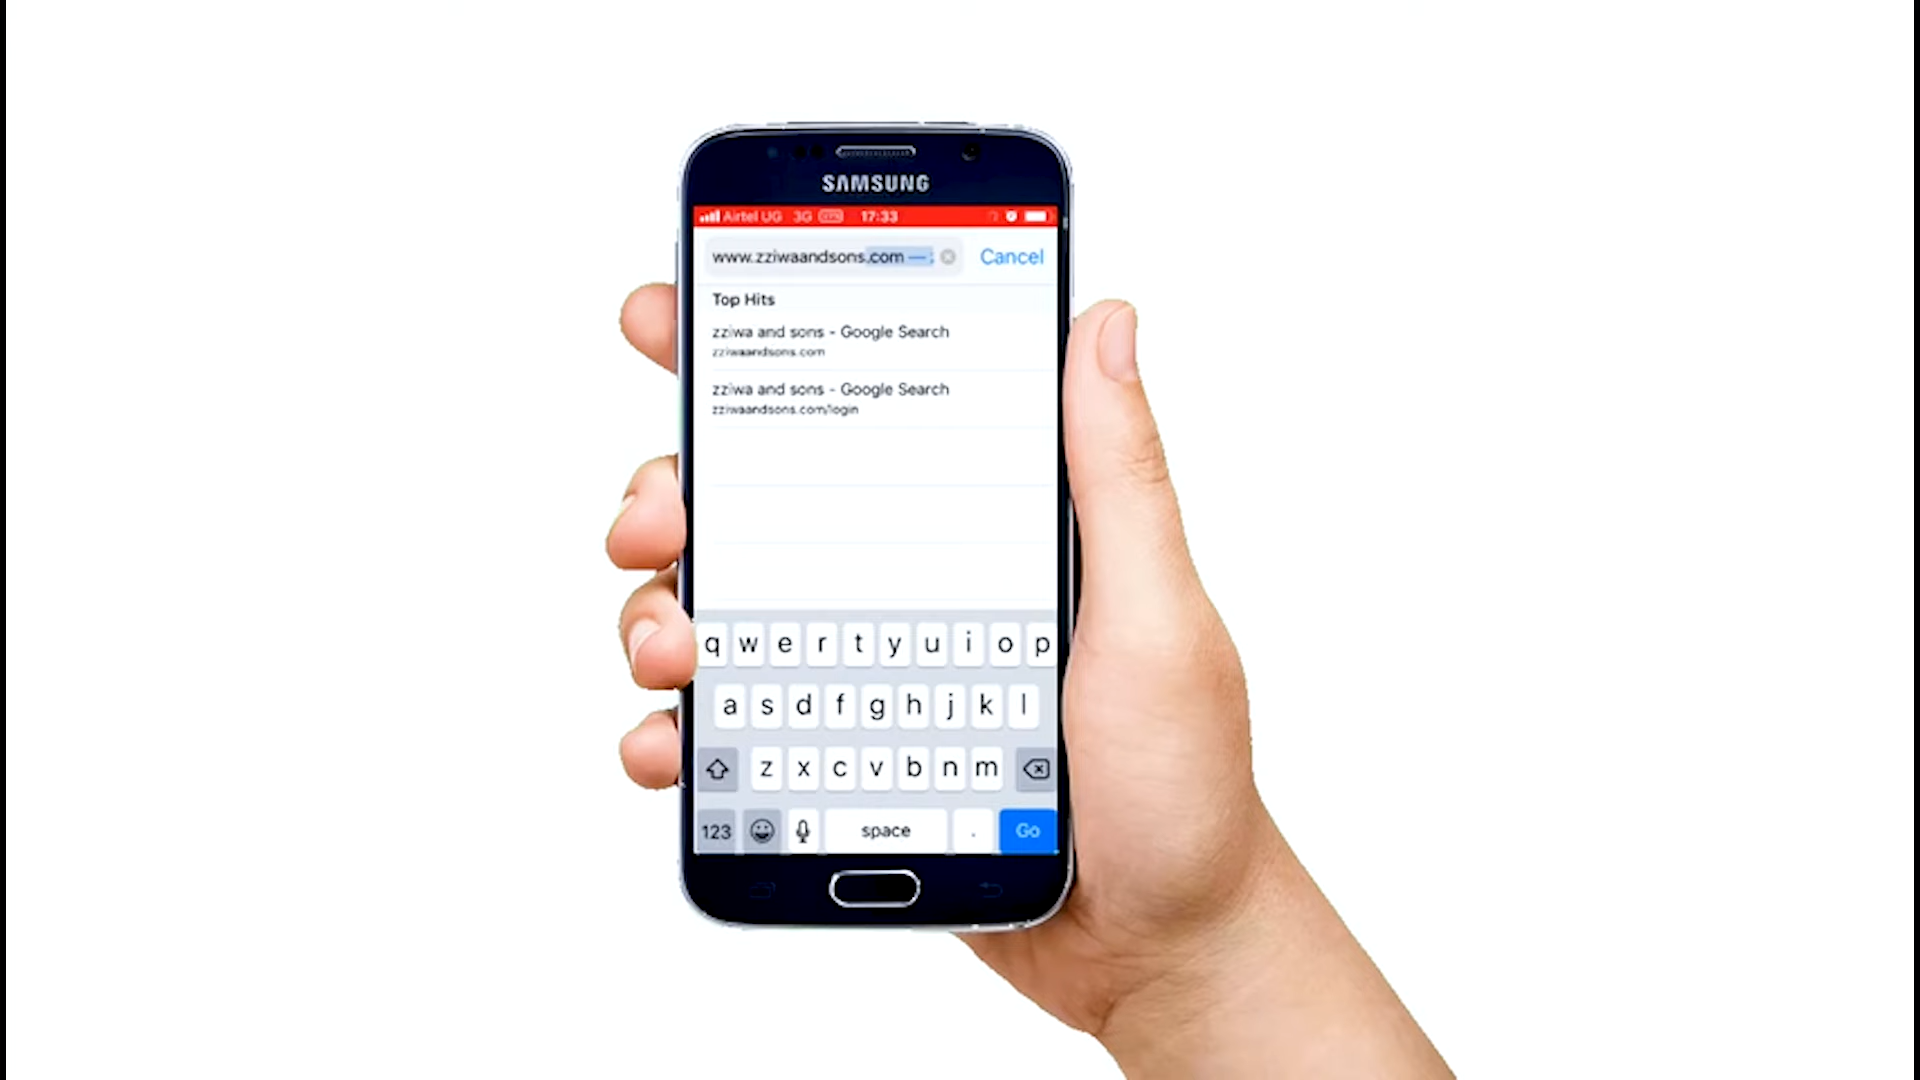 SAMSUNG
Airtel UG 3G 17:33
www.zziwaandsons.com — Cancel
Top Hits
zziwa and sons - Google Search
zziwaandsons.com
zziwa and sons - Google Search
zziwaandsons.com/login
q w e r t y u i o p
a s d f g h j k l
z x c v b n m
123 space . Go